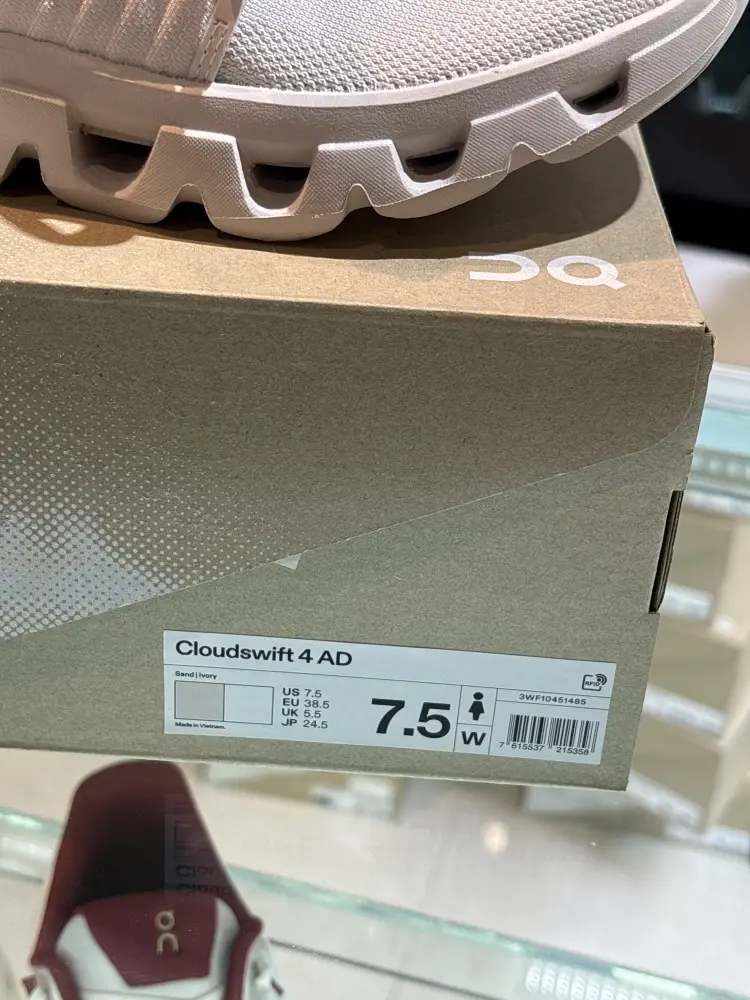 ON
Cloudswift 4 AD
Sand | Ivory
US 7.5
EU 38.5
UK 5.5
JP 24.5
Made in Vietnam.
7.5
W
RFID
3WF10451485
7 615537 215358
on